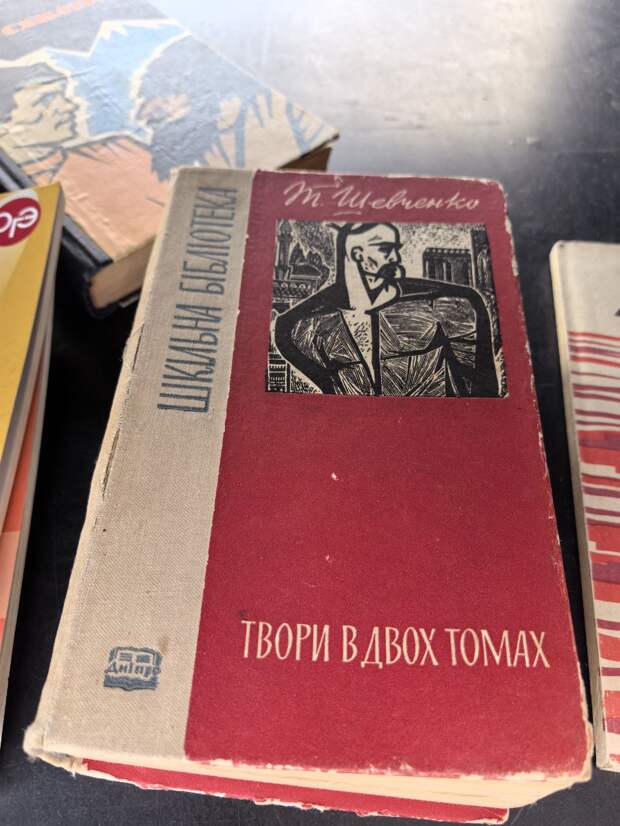 Т. Шевченко
ШКІЛЬНА БІБЛІОТЕКА
ТВОРИ В ДВОХ ТОМАХ
Дніпро